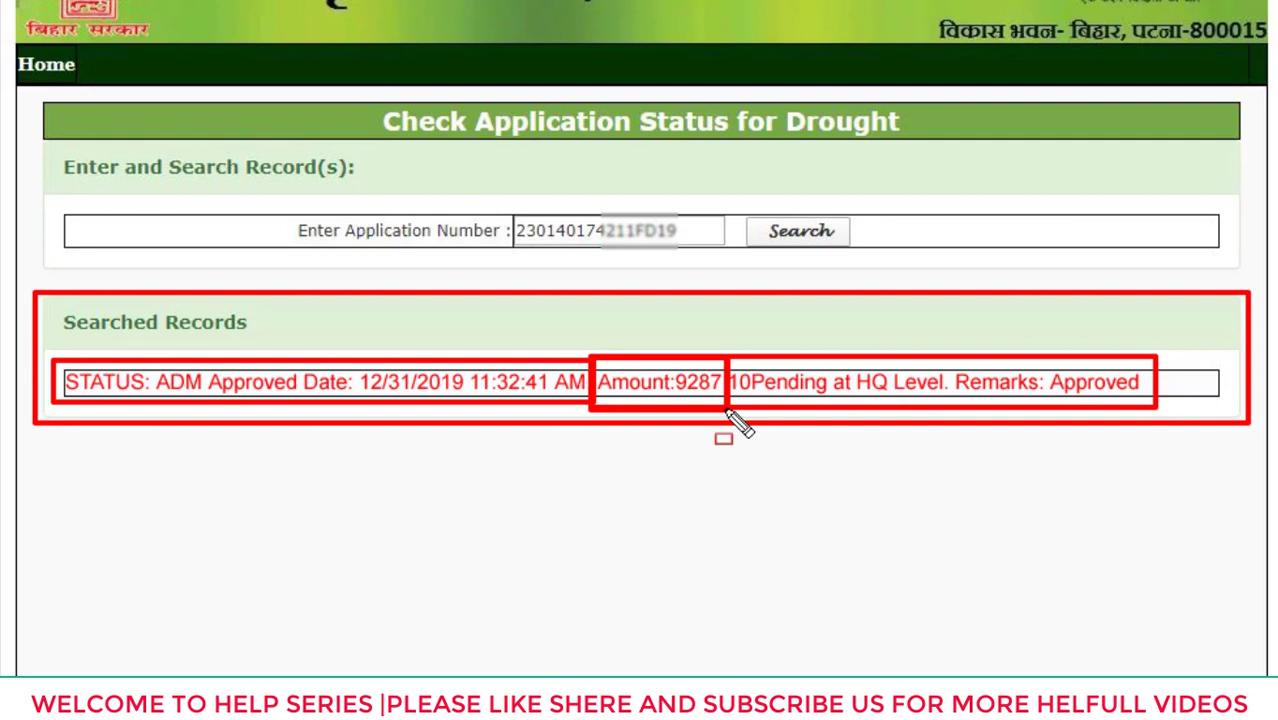 बिहार सरकार
विकास भवन- बिहार, पटना-800015
Home
Check Application Status for Drought
Enter and Search Record(s):
Enter Application Number : 230140174211FD19 Search
Searched Records
STATUS: ADM Approved Date: 12/31/2019 11:32:41 AM Amount:9287 10Pending at HQ Level. Remarks: Approved
WELCOME TO HELP SERIES |PLEASE LIKE SHERE AND SUBSCRIBE US FOR MORE HELFULL VIDEOS